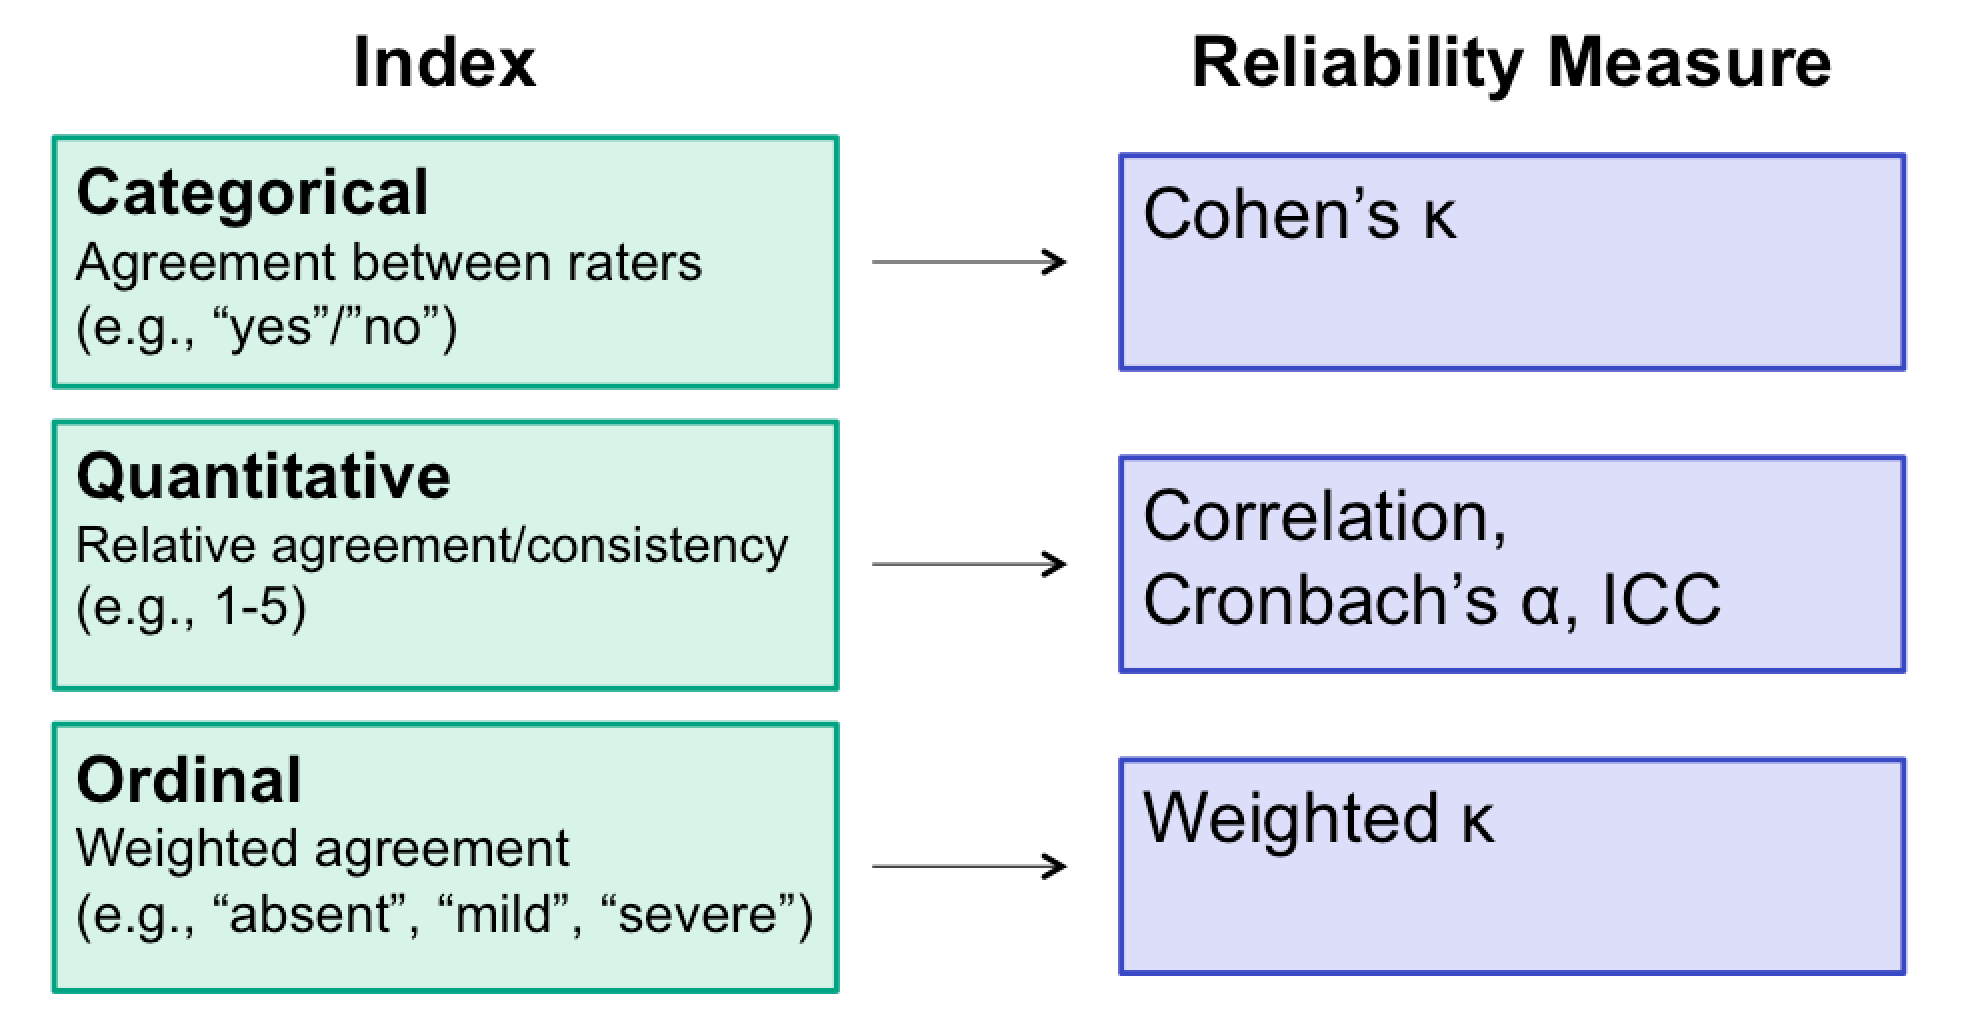 Index
Reliability Measure
Categorical
Agreement between raters
(e.g., “yes”/”no”)
Cohen’s κ
Quantitative
Relative agreement/consistency
(e.g., 1-5)
Correlation,
Cronbach’s α, ICC
Ordinal
Weighted agreement
(e.g., “absent”, “mild”, “severe”)
Weighted κ